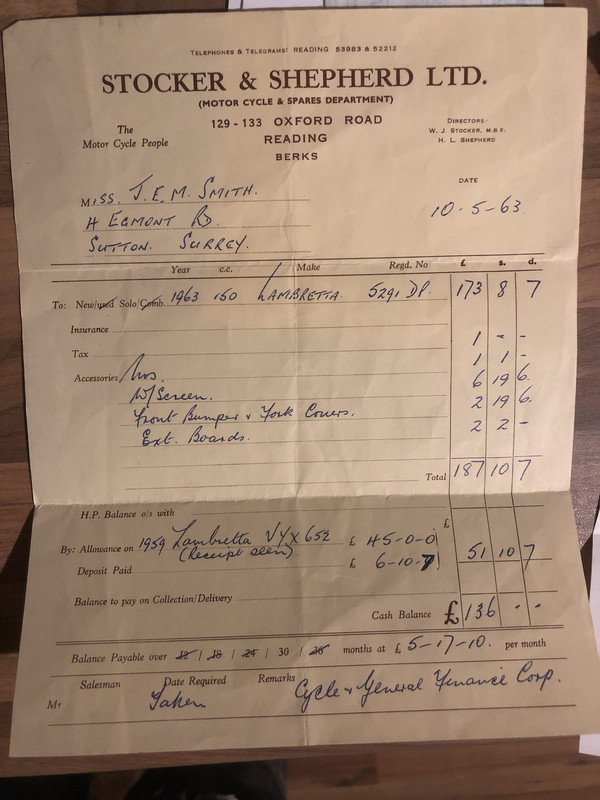 TELEPHONES & TELEGRAMS: READING 53983 & 52212
STOCKER & SHEPHERD LTD.
(MOTOR CYCLE & SPARES DEPARTMENT)
The Motor Cycle People
129-133 OXFORD ROAD
READING
BERKS
DIRECTORS:
W. J. STOCKER, M.B.E.
H. L. SHEPHERD
DATE
10-5-63
Miss. J.E.M. SMITH.
EGMONT RD.
SUTTON. SURREY.
Year c.c. Make Regd. No £ s. d.
To: New/used Solo/Comb. 1963 150 LAMBRETTA. 5291 DP. 173 8 7
Insurance 1 - -
Tax 1 1 -
Accessories 6 19 6.
W/Screen. 2 19 6.
Front Bumper & Fork Covers. 2 2 -
Ext. Boards.
Total 187 10 7
H.P. Balance o/s with £
By: Allowance on 1959 Lambretta VYX 652 £ 45-0-0
(Receipt seen)
Deposit Paid £ 6-10-7 51 10 7
Balance to pay on Collection/Delivery
Cash Balance £ 136 - -
Balance Payable over 12 / 18 / 24 / 30 / 36 months at £ 5-17-10. per month
Salesman Date Required Remarks Cycle & General Finance Corp.
Mr Taken